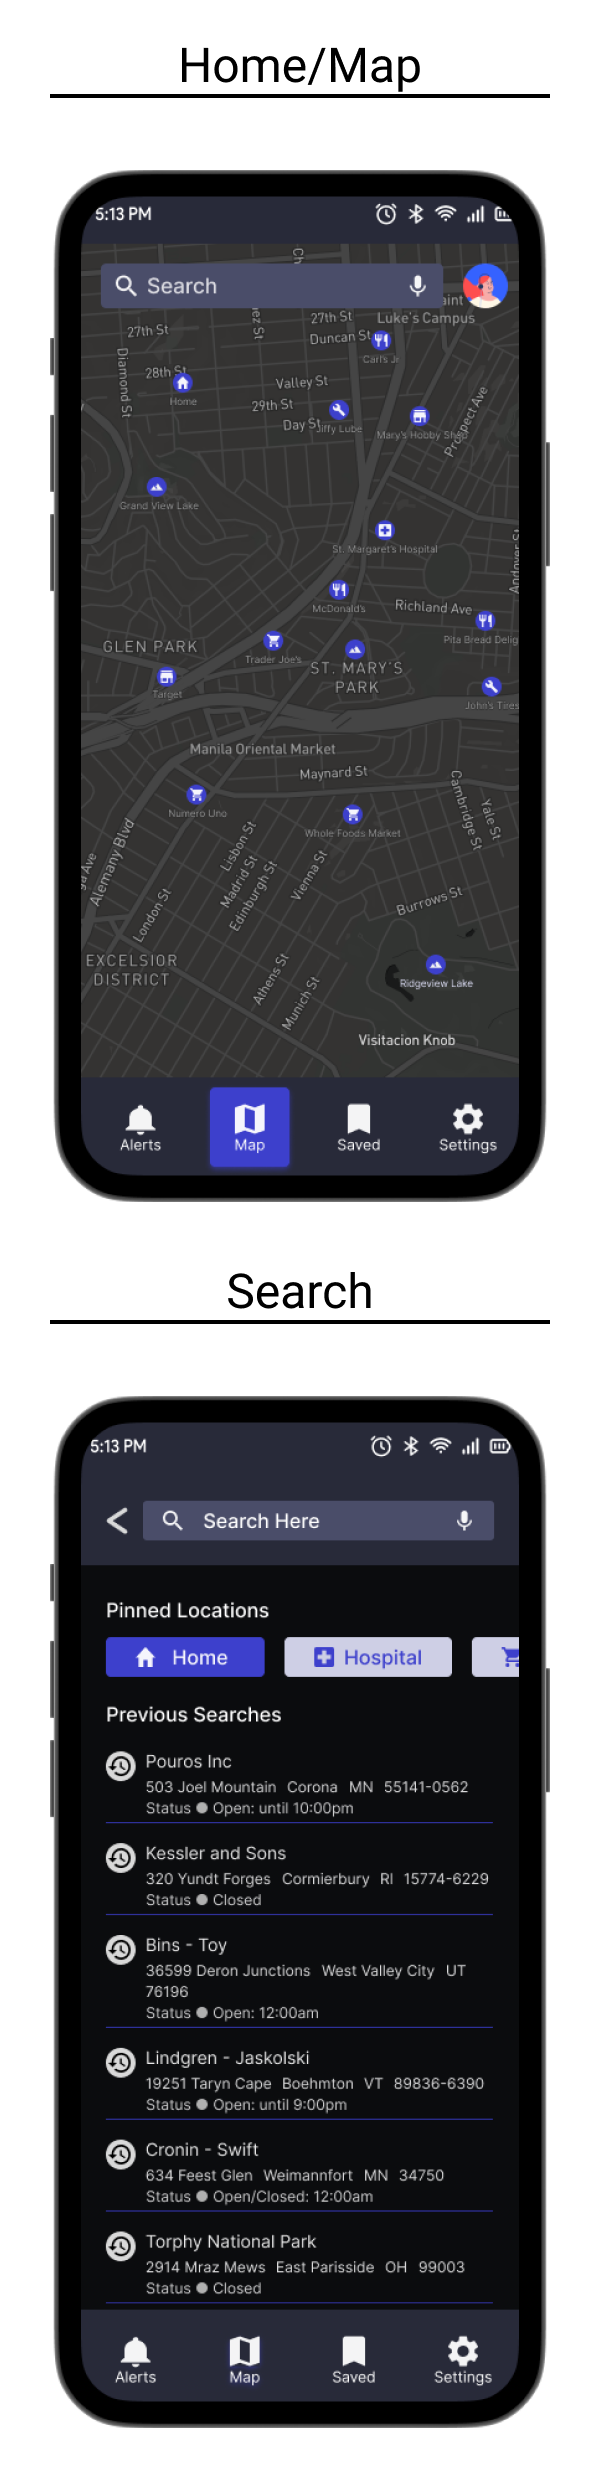 Home/Map
5:13 PM
Search
Ch
aint
Luke's Campus
ez St
27th St
27th St
Duncan St
Carl's Jr
Diamond St
28th St
Home
Valley St
29th St
Day St
Jiffy Lube
Mary's Hobby Shop
Prospect Ave
Grand View Lake
St. Margaret's Hospital
Andover St
McDonald's
Richland Ave
Pita Bread Delig
GLEN PARK
Trader Joe's
ST. MARY'S
PARK
Target
John's Tires
Manila Oriental Market
Maynard St
Numero Uno
Whole Foods Market
Cambridge St
Yale St
Alemany Blvd
ga Ave
Lisbon St
Madrid St
Edinburgh St
Vienna St
London St
Burrows St
EXCELSIOR
DISTRICT
Athens St
Munich St
Ridgeview Lake
Visitacion Knob
Alerts
Map
Saved
Settings
Search
5:13 PM
Search Here
Pinned Locations
Home
Hospital
Previous Searches
Pouros Inc
503 Joel Mountain Corona MN 55141-0562
Status ● Open: until 10:00pm
Kessler and Sons
320 Yundt Forges Cormierbury RI 15774-6229
Status ● Closed
Bins - Toy
36599 Deron Junctions West Valley City UT
76196
Status ● Open: 12:00am
Lindgren - Jaskolski
19251 Taryn Cape Boehmton VT 89836-6390
Status ● Open: until 9:00pm
Cronin - Swift
634 Feest Glen Weimannfort MN 34750
Status ● Open/Closed: 12:00am
Torphy National Park
2914 Mraz Mews East Parisside OH 99003
Status ● Closed
Alerts
Map
Saved
Settings